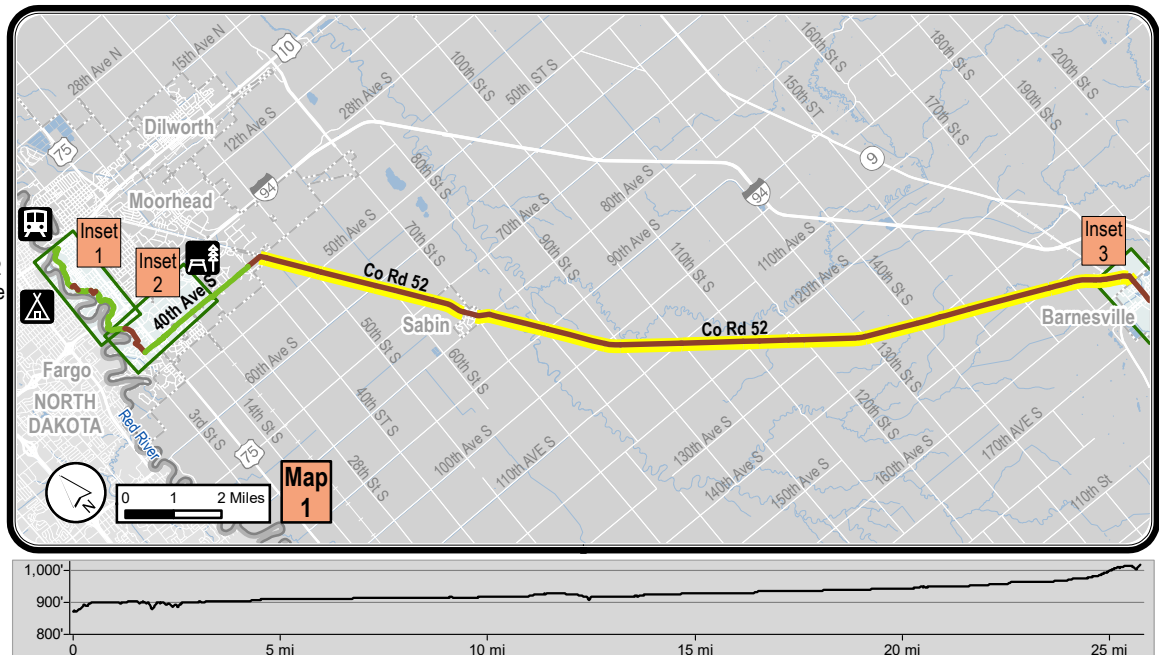 28th Ave N
15th Ave N
10
100th St S
50th S T S
160th St S
150th ST
180th St S
170th St S
200th St S
190th St S
75
Dilworth
12th Ave S
28th Ave S
94
9
94
Moorhead
80th St S
70th Ave S
80th Ave S
90th St S
90th Ave S
110th St S
110th Ave S
120th Ave S
140th St S
50th Ave S
Inset
1
Inset
2
Inset
3
40th Ave S
Co Rd 52
Sabin
Co Rd 52
Barnesville
Fargo
NORTH
DAKOTA
Red River
60th Ave S
50th St S
60th St S
130th St S
3rd St S
14th St S
75
40th ST S
28th St S
100th Ave S
110th AVE S
130th Ave S
140th Ave S
150th Ave S
120th St S
160th Ave S
170th AVE S
110th St
N
0 1 2 Miles
Map
1
1,000'
900'
800'
0 5 mi 10 mi 15 mi 20 mi 25 mi